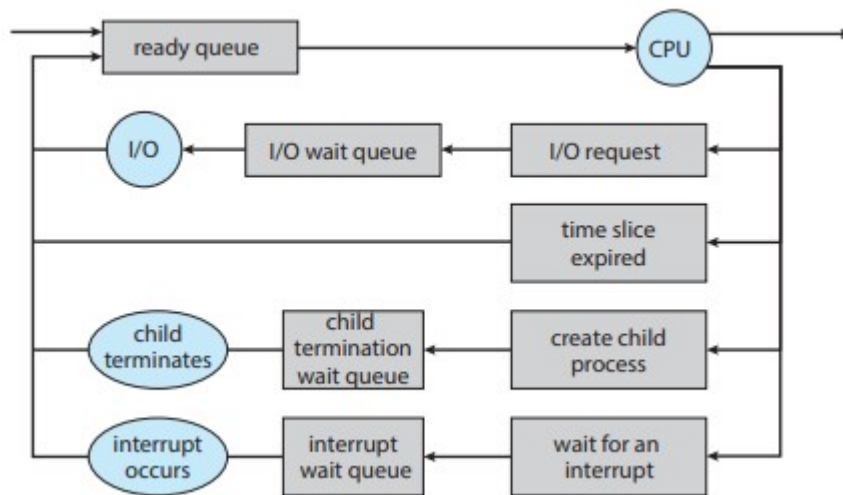 ready queue
CPU
I/O
I/O wait queue
I/O request
time slice
expired
child
terminates
child
termination
wait queue
create child
process
interrupt
occurs
interrupt
wait queue
wait for an
interrupt